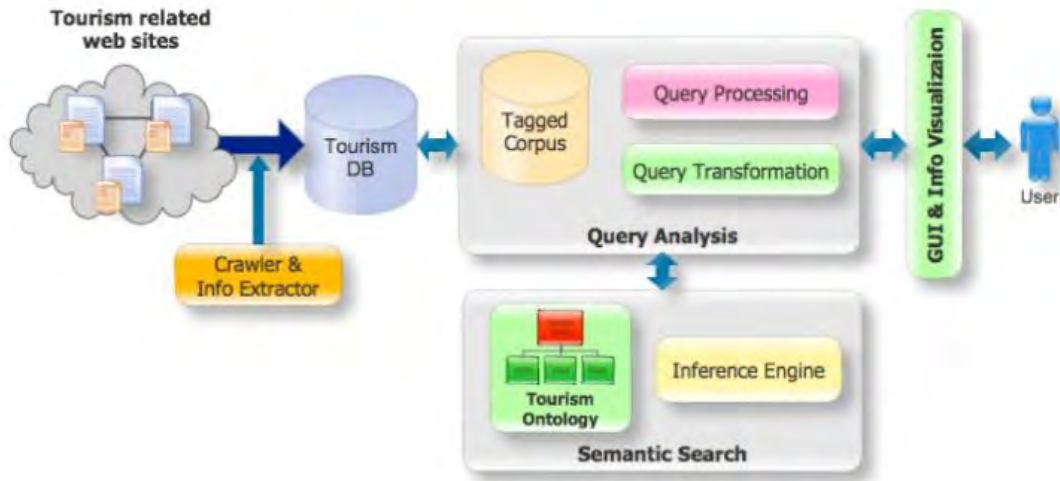 Tourism related
web sites
Tourism
DB
Crawler &
Info Extractor
Tagged
Corpus
Query Processing
Query Transformation
Query Analysis
GUI & Info Visualizaion
User
Tourism
Ontology
Inference Engine
Semantic Search